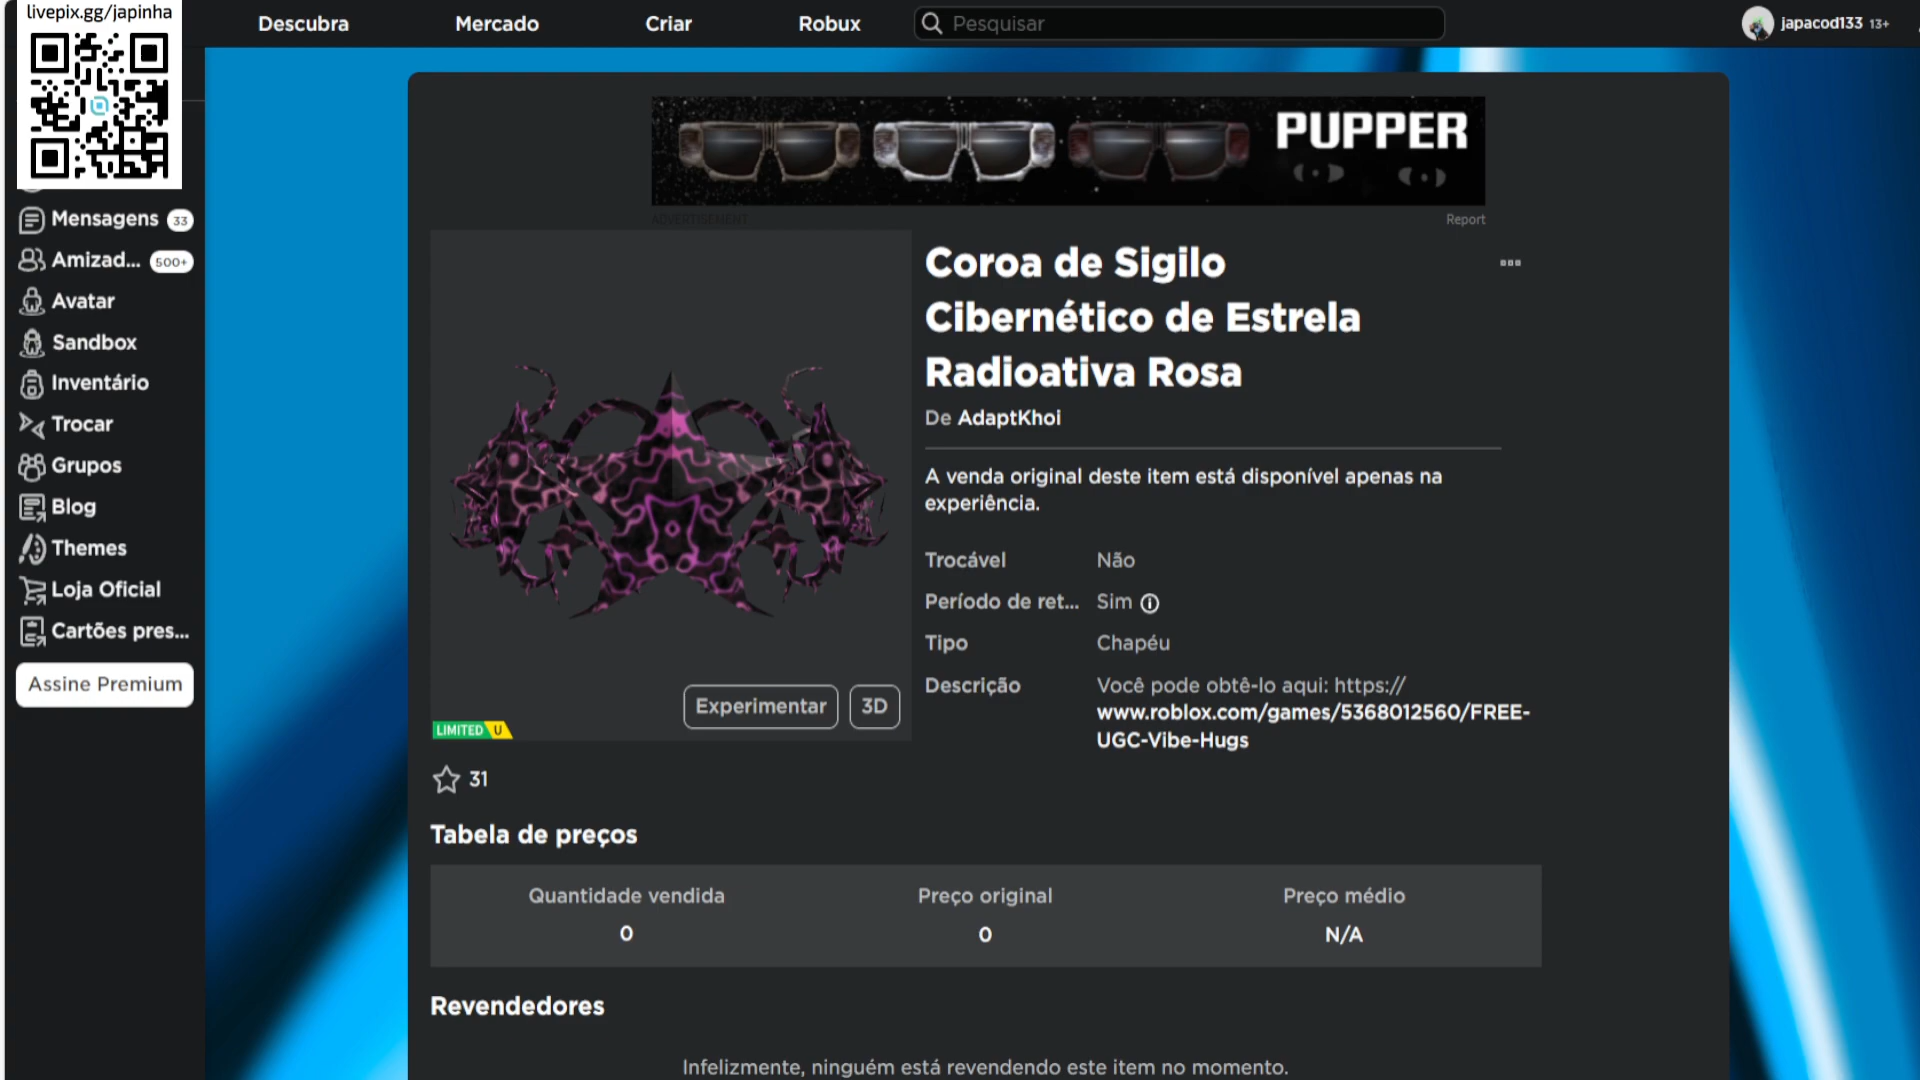 livepix.gg/japinha
Descubra
Mercado
Criar
Robux
Pesquisar
japacod133 13+
Mensagens 33
Amizad... 500+
Avatar
Sandbox
Inventário
Trocar
Grupos
Blog
Themes
Loja Oficial
Cartões pres...
Assine Premium
PUPPER
ADVERTISEMENT
Report
Coroa de Sigilo
Cibernético de Estrela
Radioativa Rosa
De AdaptKhoi
A venda original deste item está disponível apenas na
experiência.
Trocável Não
Período de ret... Sim
Tipo Chapéu
Descrição Você pode obtê-lo aqui: https://
www.roblox.com/games/5368012560/FREE-
UGC-Vibe-Hugs
Experimentar
3D
LIMITED U
31
Tabela de preços
Quantidade vendida
0
Preço original
0
Preço médio
N/A
Revendedores
Infelizmente, ninguém está revendendo este item no momento.